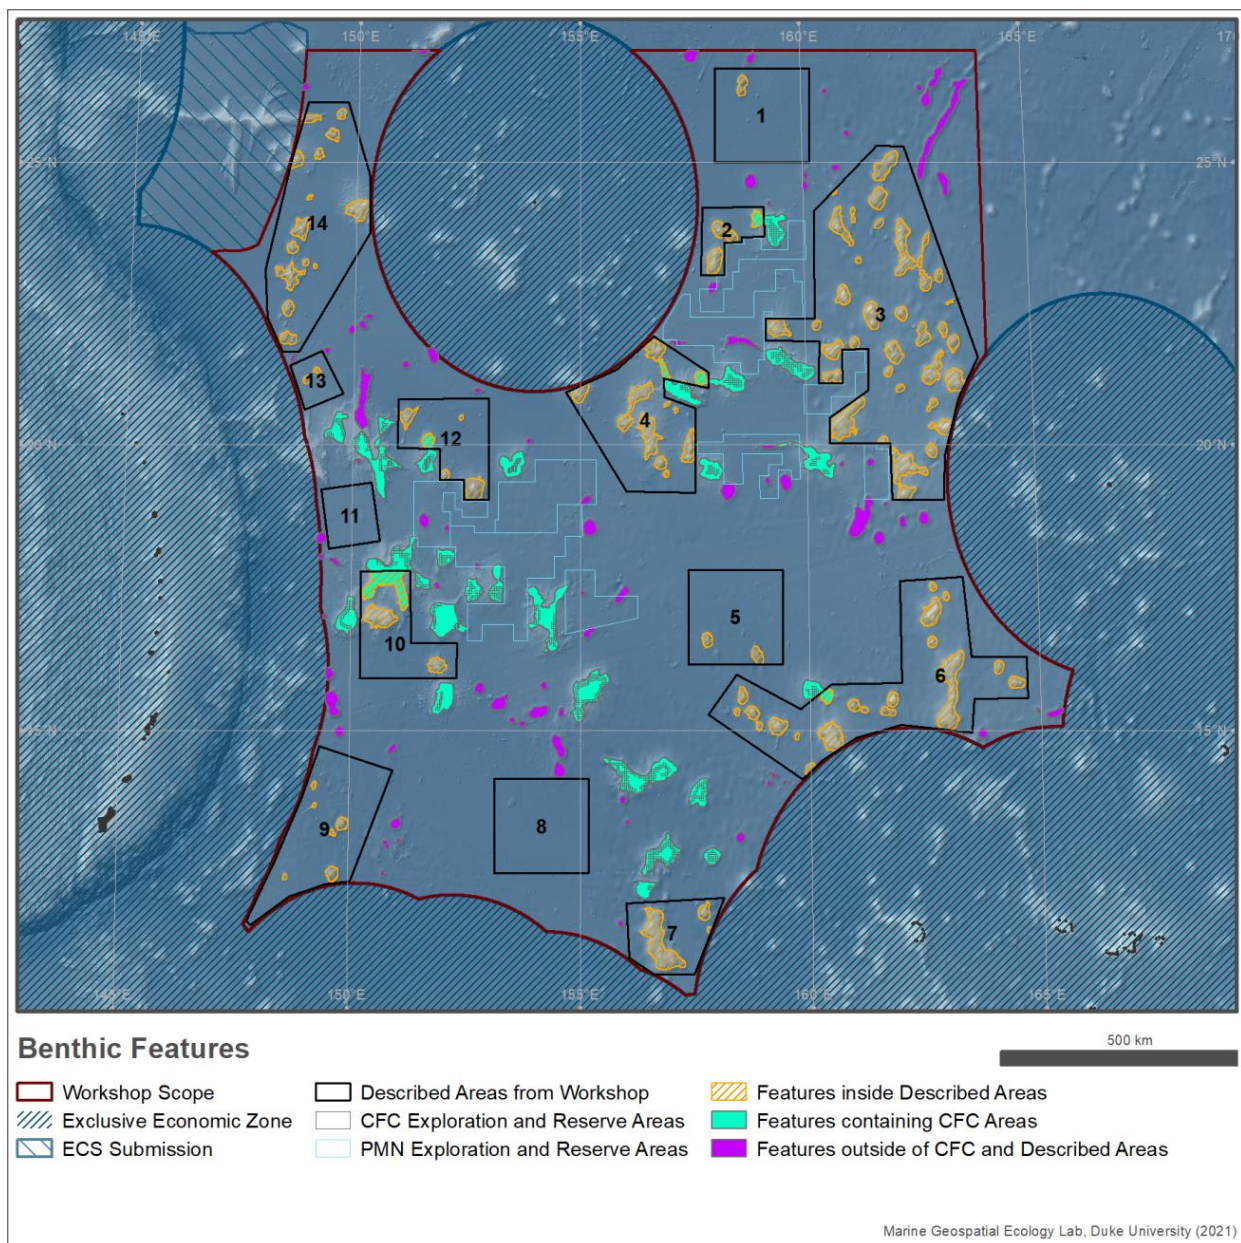 145°E 150°E 155°E 160°E 165°E 170
1
25°N 25°N
14
2
3
13
4
20°N 20°N
12
11
5
10
6
15°N 15°N
9
8
7
145°E 150°E 155°E 160°E 165°E
Benthic Features
500 km
Workshop Scope
Exclusive Economic Zone
ECS Submission
Described Areas from Workshop
CFC Exploration and Reserve Areas
PMN Exploration and Reserve Areas
Features inside Described Areas
Features containing CFC Areas
Features outside of CFC and Described Areas
Marine Geospatial Ecology Lab, Duke University (2021)